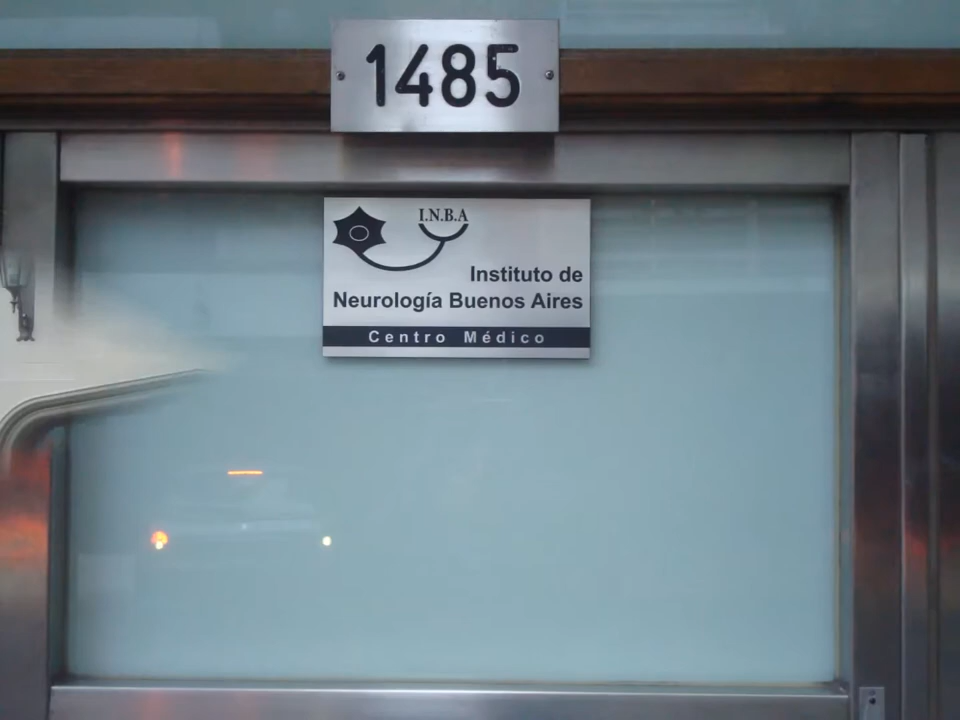 1485
I.N.B.A
Instituto de
Neurología Buenos Aires
Centro Médico